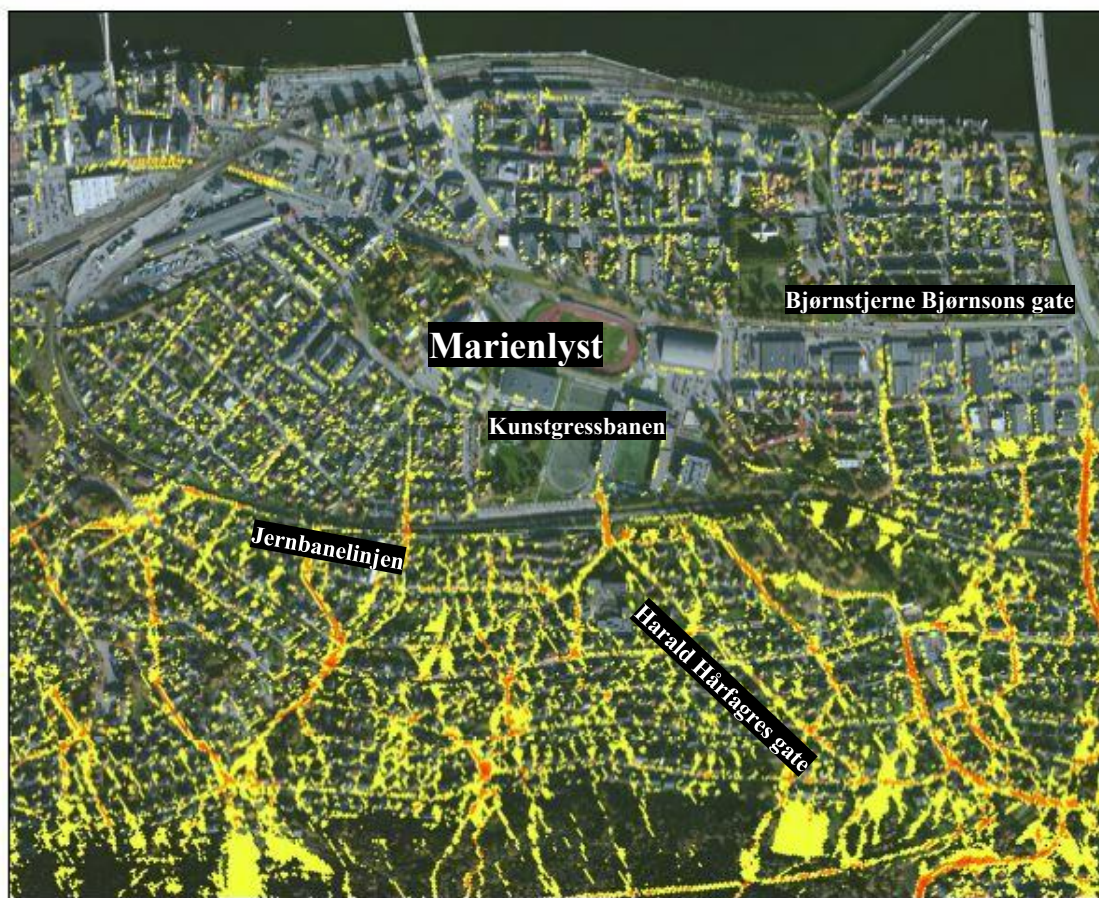 Bjørnstjerne Bjørnsons gate
Marienlyst
Kunstgressbanen
Jernbanelinjen
Harald Hårfagres gate